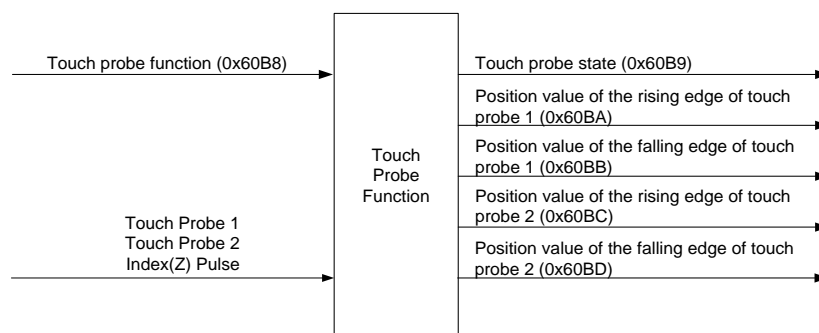 Touch probe function (0x60B8)
Touch Probe 1
Touch Probe 2
Index(Z) Pulse
Touch
Probe
Function
Touch probe state (0x60B9)
Position value of the rising edge of touch
probe 1 (0x60BA)
Position value of the falling edge of touch
probe 1 (0x60BB)
Position value of the rising edge of touch
probe 2 (0x60BC)
Position value of the falling edge of touch
probe 2 (0x60BD)